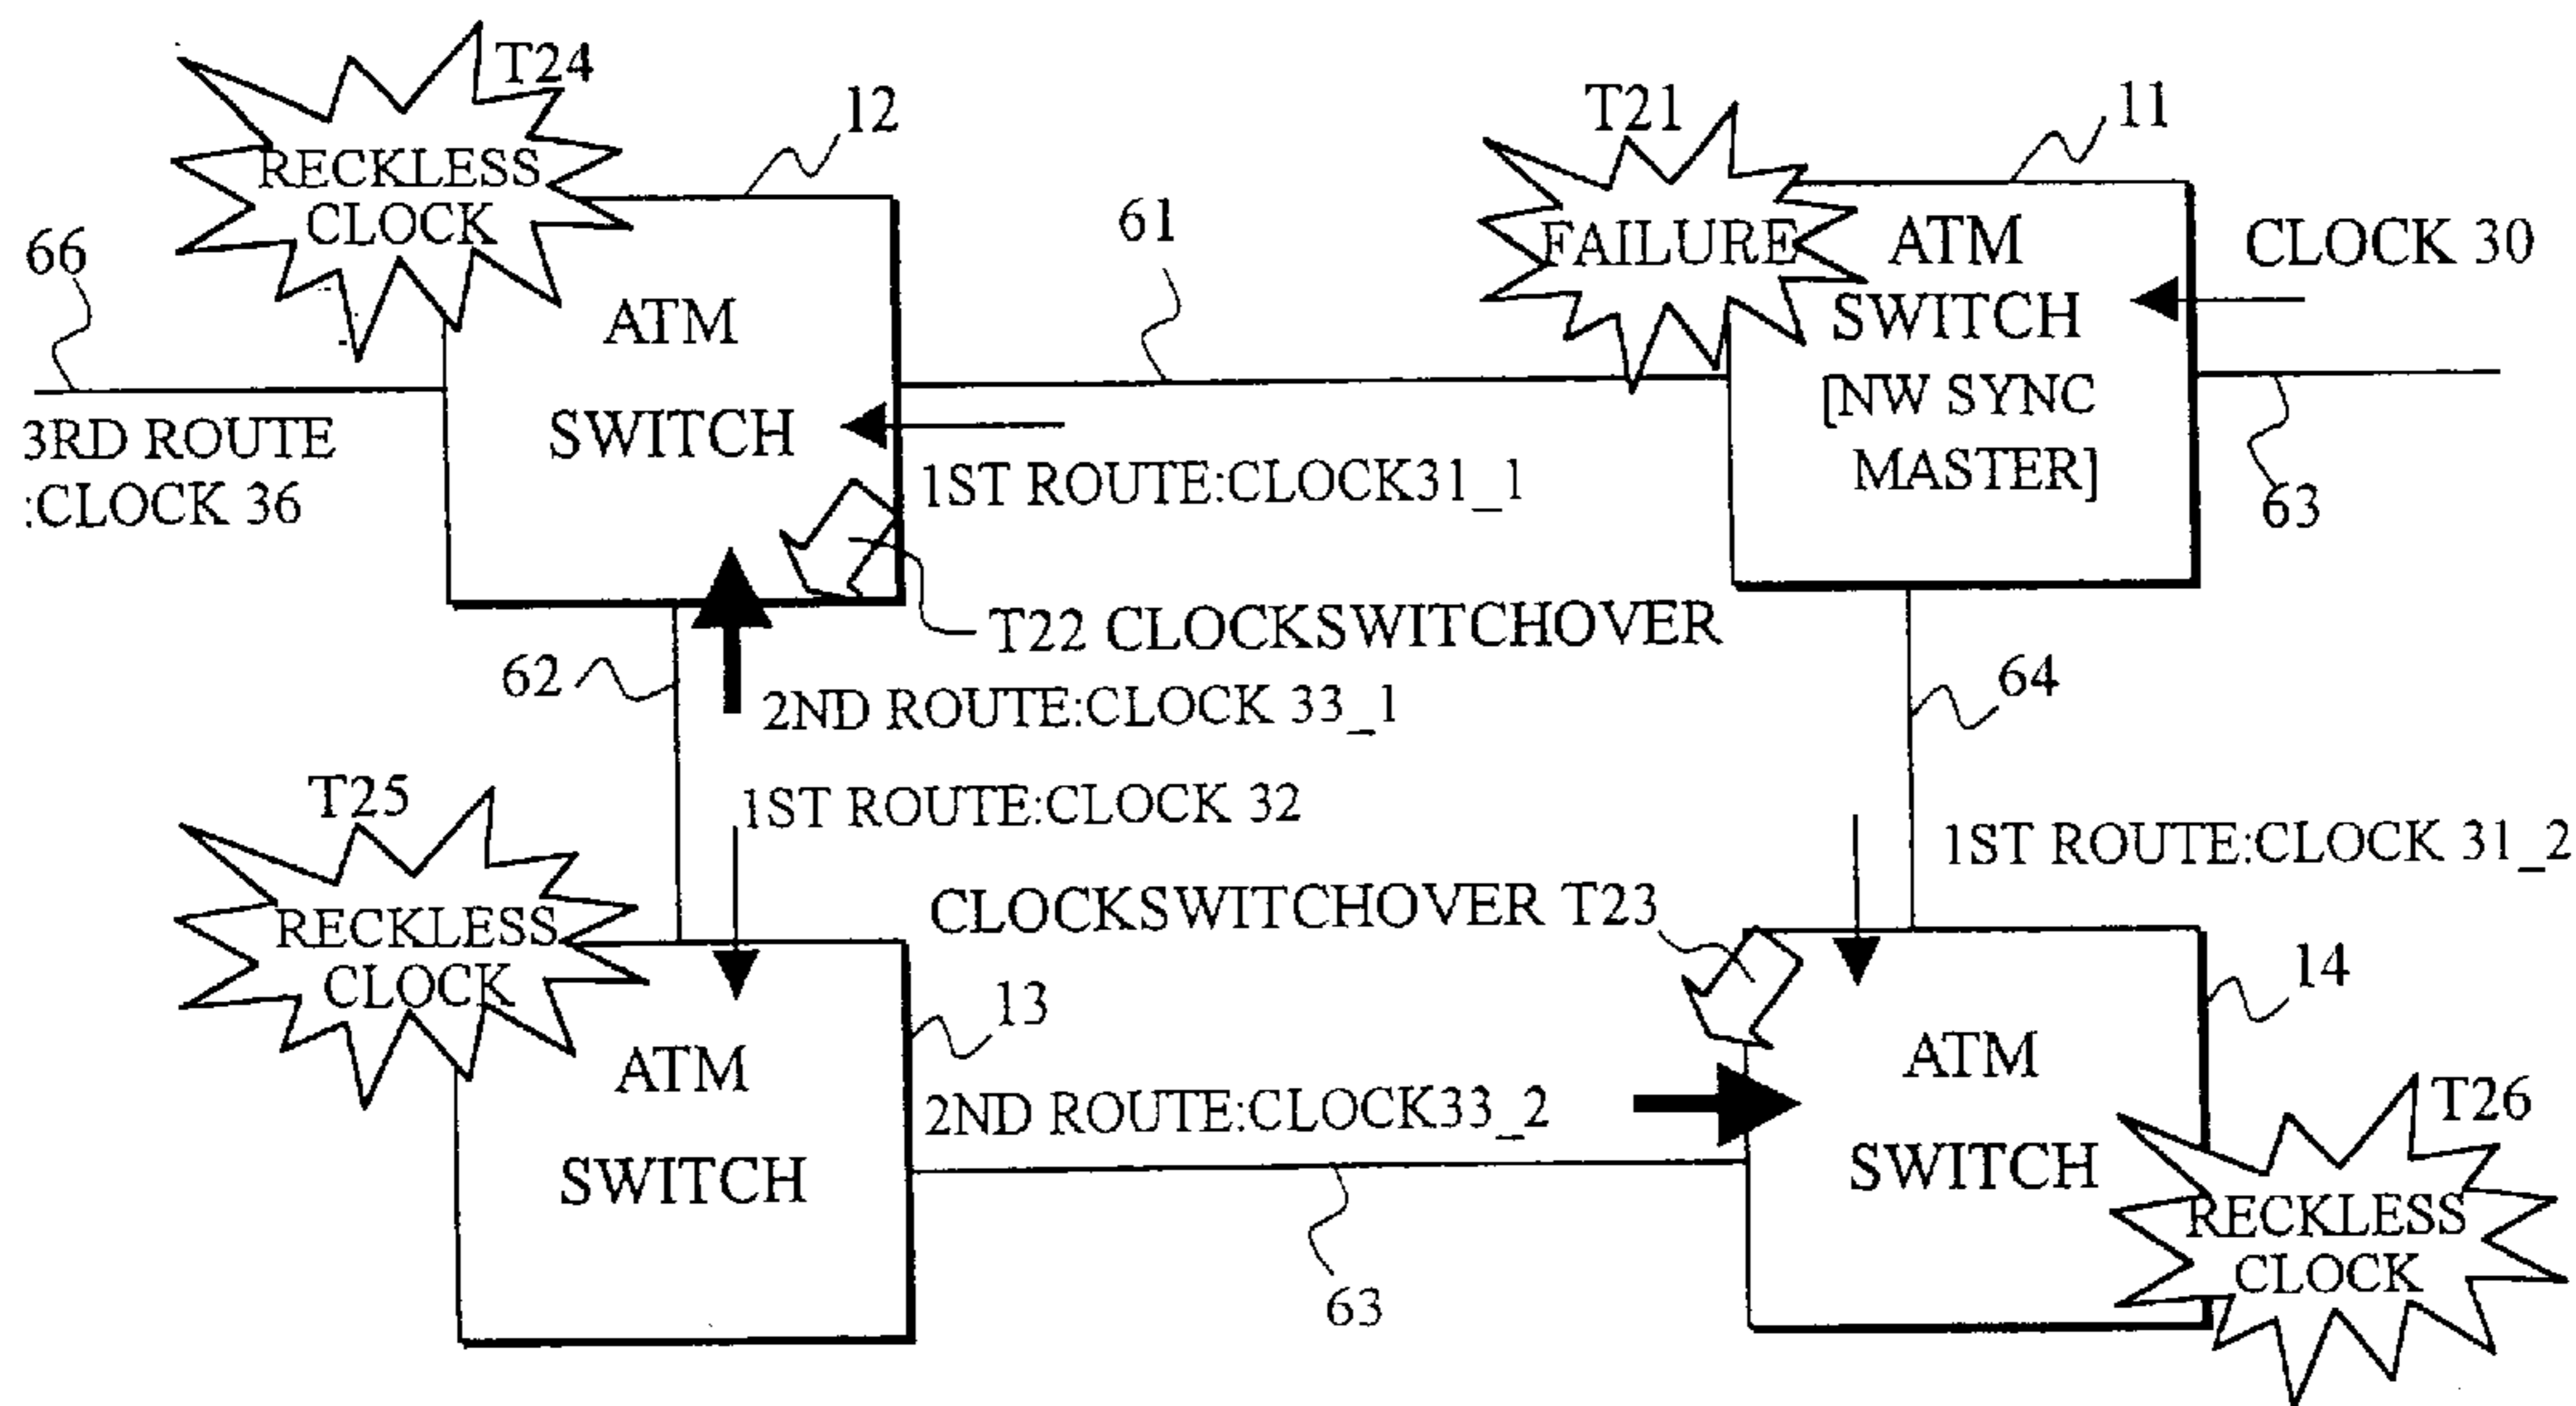 T24
RECKLESS
CLOCK
12
66
ATM
SWITCH
3RD ROUTE
:CLOCK 36
61
1ST ROUTE:CLOCK31_1
T21
FAILURE
11
ATM
SWITCH
[NW SYNC
MASTER]
CLOCK 30
63
T22 CLOCKSWITCHOVER
62
2ND ROUTE:CLOCK 33_1
64
1ST ROUTE:CLOCK 32
1ST ROUTE:CLOCK 31_2
T25
RECKLESS
CLOCK
CLOCKSWITCHOVER T23
13
ATM
SWITCH
2ND ROUTE:CLOCK33_2
63
14
ATM
SWITCH
T26
RECKLESS
CLOCK